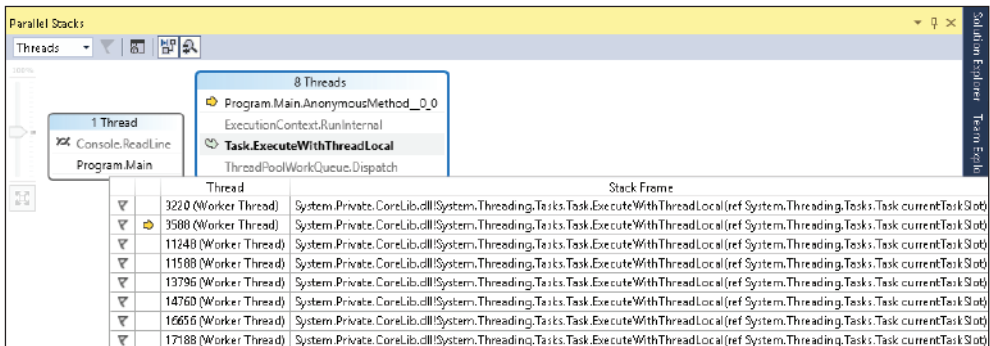 Parallel Stacks
Threads
100%
8 Threads
Program.Main.AnonymousMethod__0_0
ExecutionContext.RunInternal
Task.ExecuteWithThreadLocal
ThreadPoolWorkQueue.Dispatch
1 Thread
Console.ReadLine
Program.Main
Thread Stack Frame
3220 (Worker Thread) System.Private.CoreLib.dll!System.Threading.Tasks.Task.ExecuteWithThreadLocal(ref System.Threading.Tasks.Task currentTaskSlot)
3588 (Worker Thread) System.Private.CoreLib.dll!System.Threading.Tasks.Task.ExecuteWithThreadLocal(ref System.Threading.Tasks.Task currentTaskSlot)
11248 (Worker Thread) System.Private.CoreLib.dll!System.Threading.Tasks.Task.ExecuteWithThreadLocal(ref System.Threading.Tasks.Task currentTaskSlot)
11588 (Worker Thread) System.Private.CoreLib.dll!System.Threading.Tasks.Task.ExecuteWithThreadLocal(ref System.Threading.Tasks.Task currentTaskSlot)
13796 (Worker Thread) System.Private.CoreLib.dll!System.Threading.Tasks.Task.ExecuteWithThreadLocal(ref System.Threading.Tasks.Task currentTaskSlot)
14760 (Worker Thread) System.Private.CoreLib.dll!System.Threading.Tasks.Task.ExecuteWithThreadLocal(ref System.Threading.Tasks.Task currentTaskSlot)
16656 (Worker Thread) System.Private.CoreLib.dll!System.Threading.Tasks.Task.ExecuteWithThreadLocal(ref System.Threading.Tasks.Task currentTaskSlot)
17188 (Worker Thread) System.Private.CoreLib.dll!System.Threading.Tasks.Task.ExecuteWithThreadLocal(ref System.Threading.Tasks.Task currentTaskSlot)
Solution Explorer
Team Explo